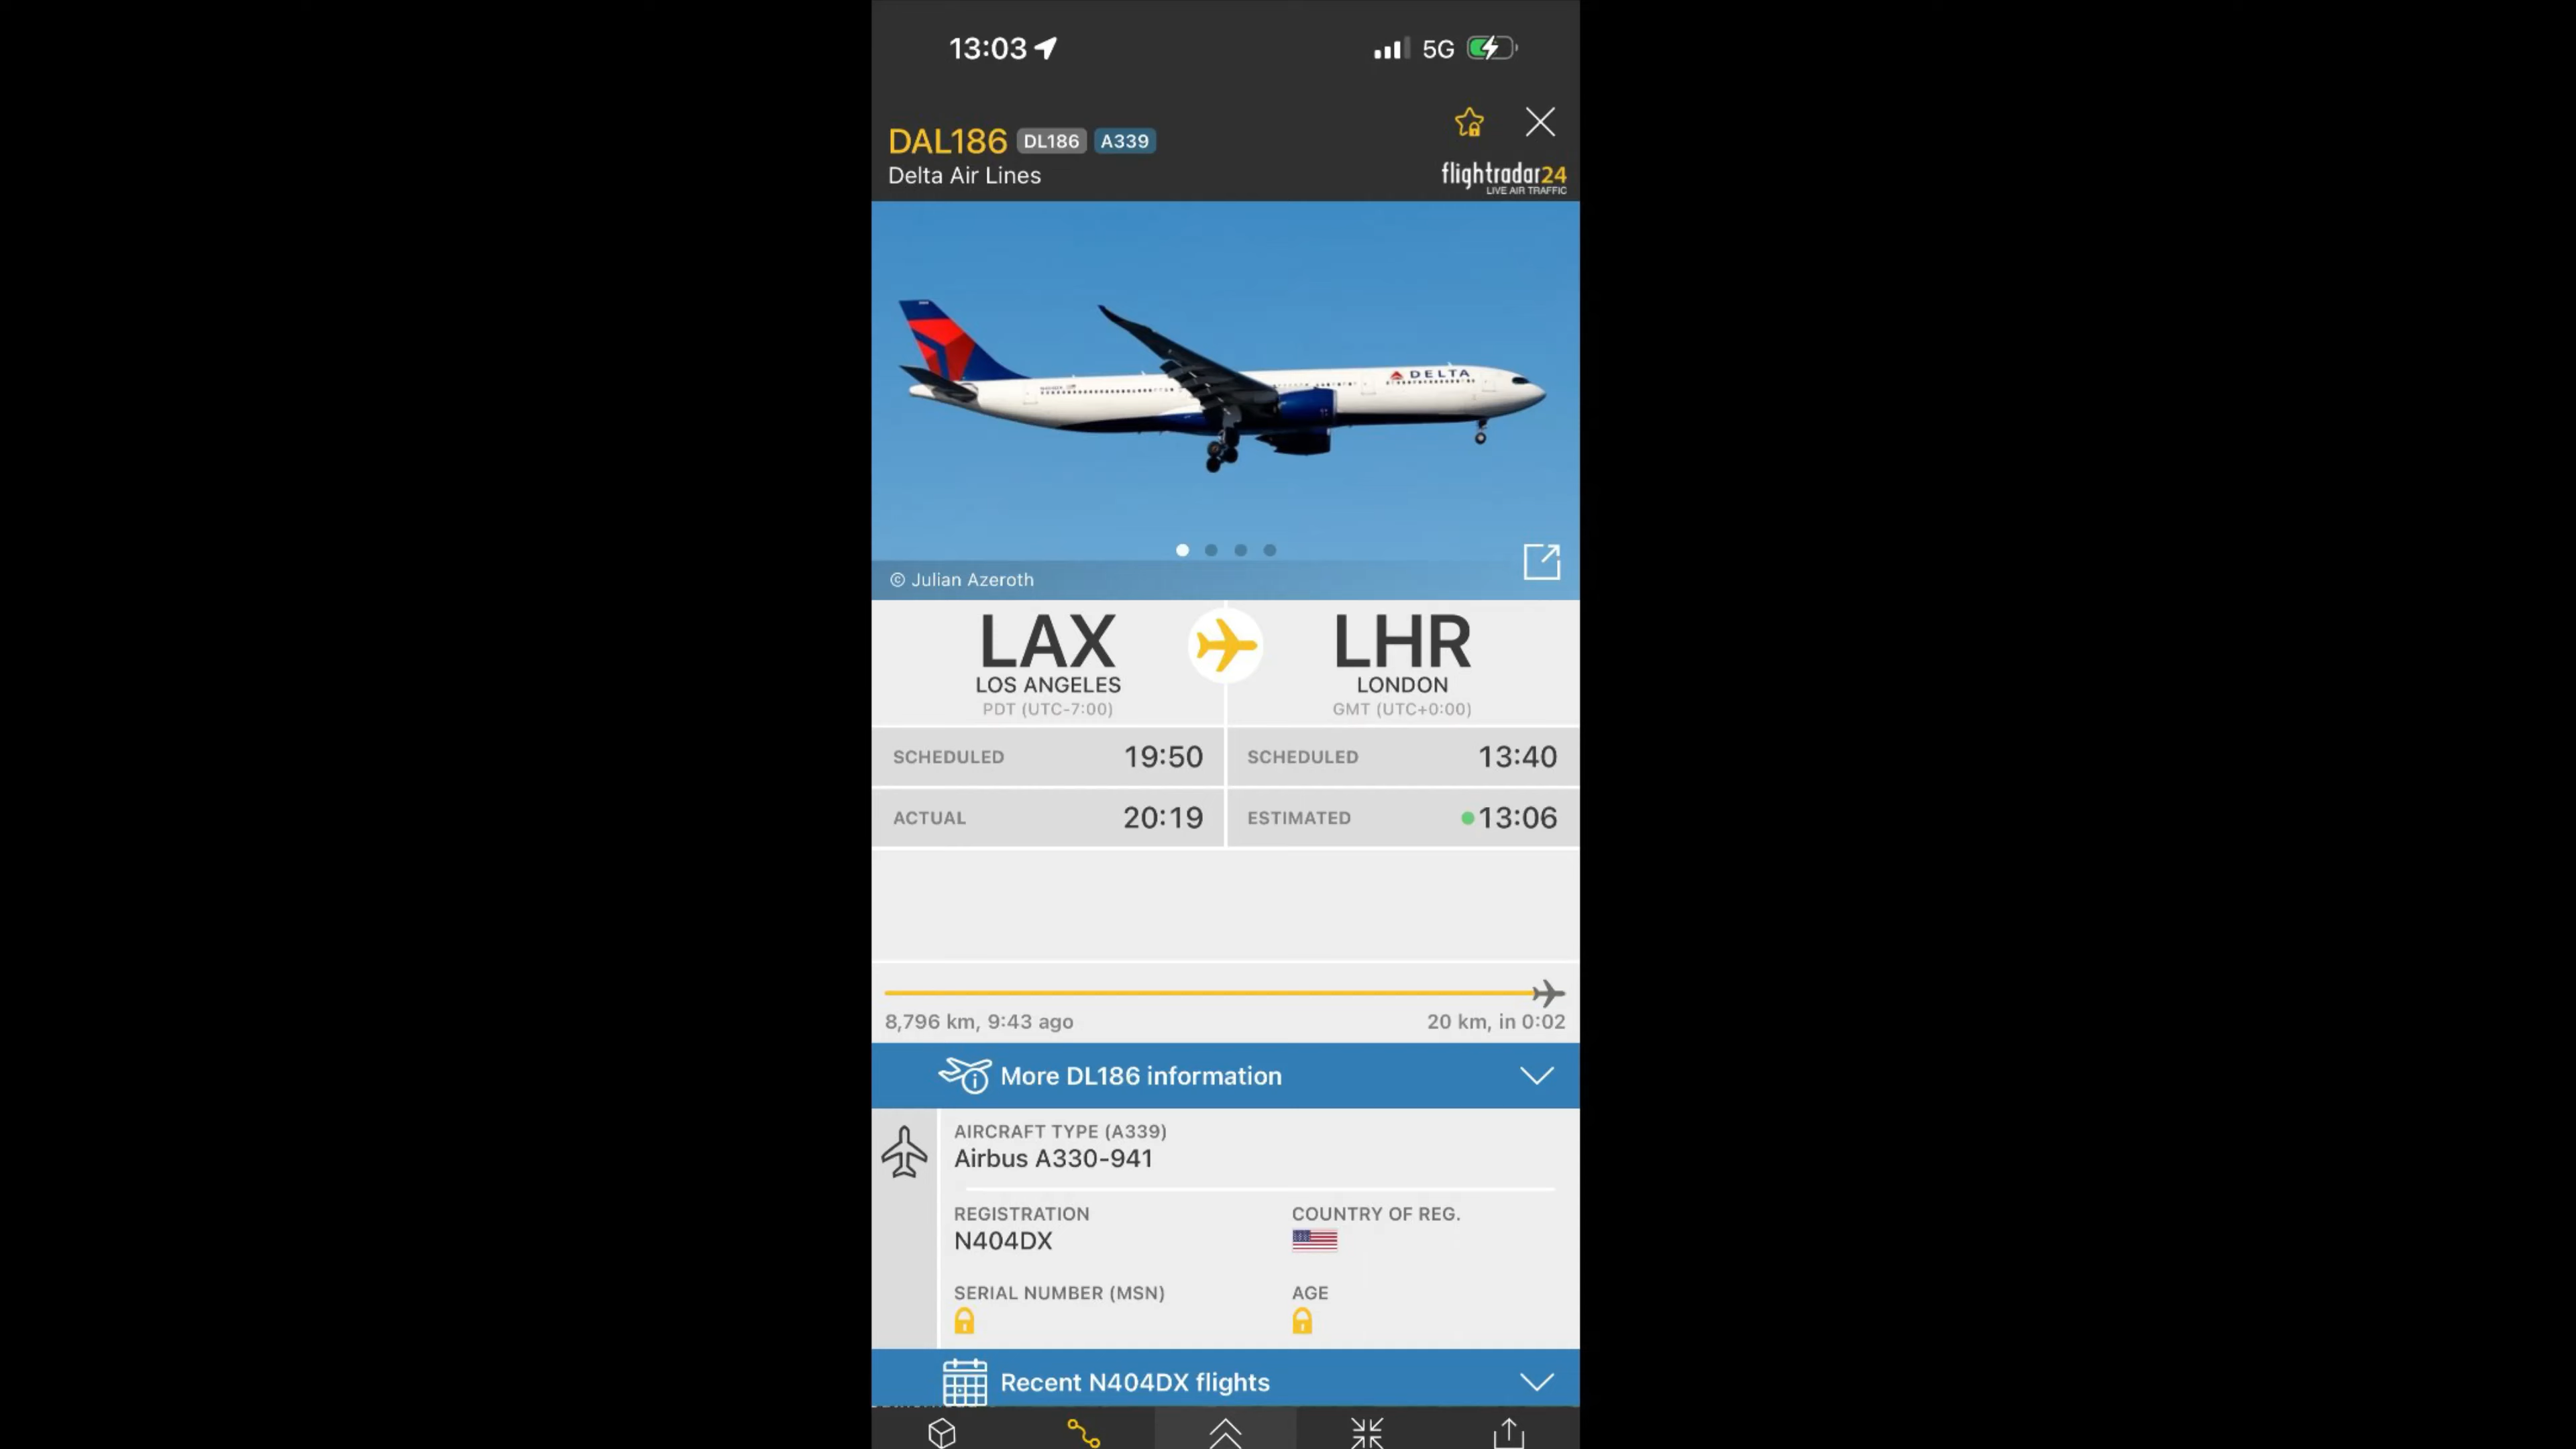 13:03
5G
DAL186 DL186 A339
Delta Air Lines
flightradar24
LIVE AIR TRAFFIC
DELTA
© Julian Azeroth
LAX
LOS ANGELES
PDT (UTC-7:00)
LHR
LONDON
GMT (UTC+0:00)
SCHEDULED 19:50
SCHEDULED 13:40
ACTUAL 20:19
ESTIMATED 13:06
8,796 km, 9:43 ago
20 km, in 0:02
More DL186 information
AIRCRAFT TYPE (A339)
Airbus A330-941
REGISTRATION
N404DX
COUNTRY OF REG.
SERIAL NUMBER (MSN)
AGE
Recent N404DX flights